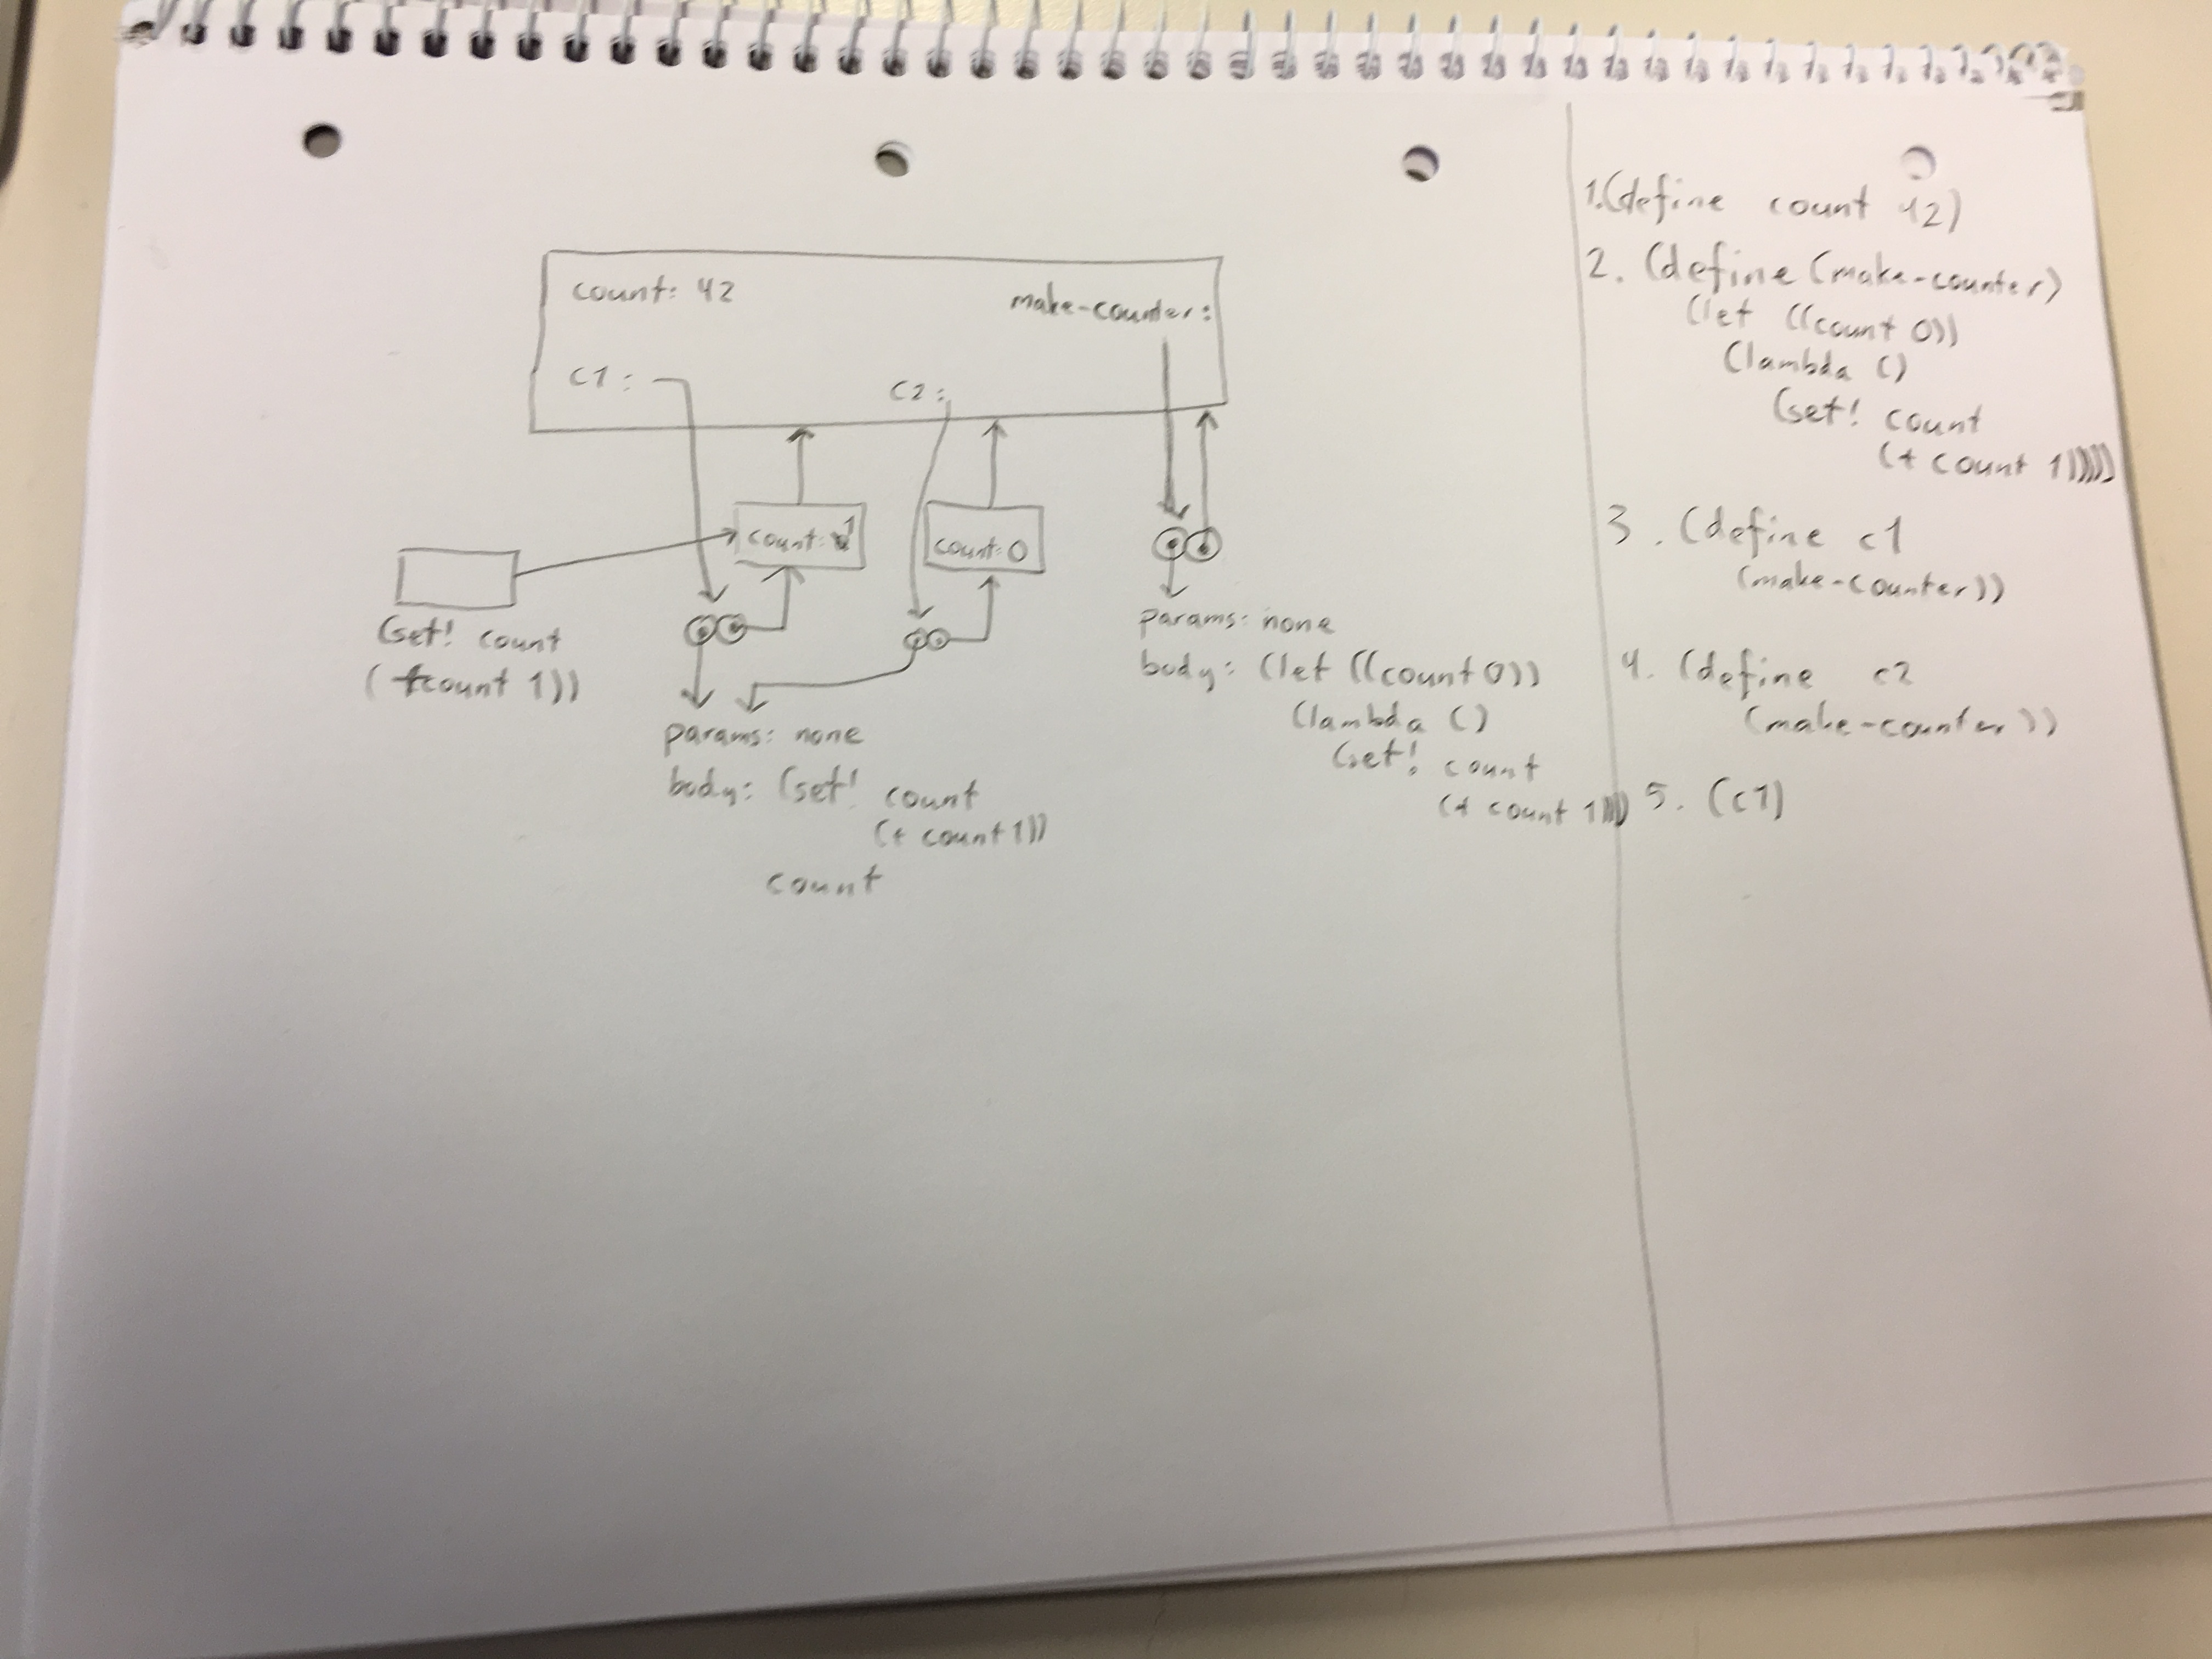 count: 42
make-counter:
C1:
C2:
count: 1
count: 0
(set! count
(+count 1))
params: none
body: (set! count
(+ count 1))
count
params: none
body: (let ((count 0))
(lambda ()
(set! count
(+ count 1))))
1.(define count 42)
2. (define (make-counter)
(let ((count 0))
(lambda ()
(set! count
(+ count 1)))))
3. (define c1
(make-counter))
4. (define c2
(make-counter))
5. (c1)